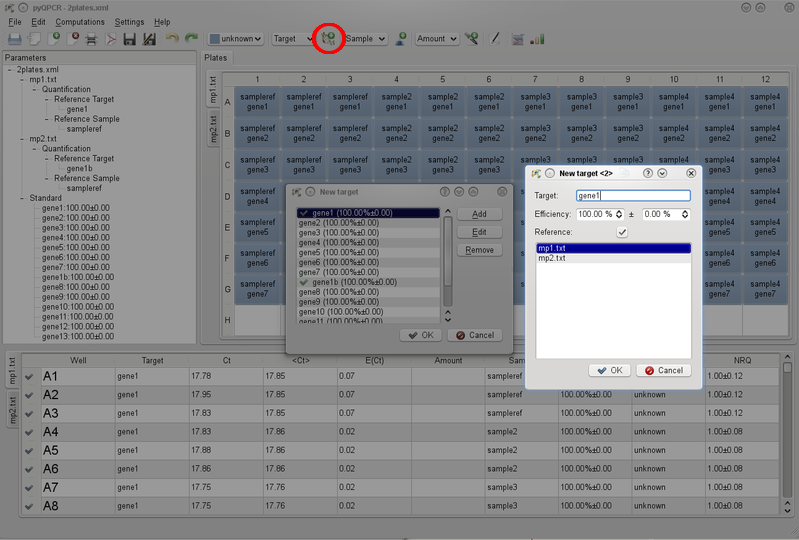 pyQPCR - 2plates.xml
File Edit Computations Settings Help
unknown Target Sample Amount
Parameters
2plates.xml
mp1.txt
Quantification
Reference Target
gene1
Reference Sample
sampleref
mp2.txt
Quantification
Reference Target
gene1b
Reference Sample
sampleref
Standard
gene1:100.00±0.00
gene2:100.00±0.00
gene3:100.00±0.00
gene4:100.00±0.00
gene5:100.00±0.00
gene6:100.00±0.00
gene7:100.00±0.00
gene1b:100.00±0.00
gene8:100.00±0.00
gene9:100.00±0.00
gene10:100.00±0.00
gene11:100.00±0.00
gene12:100.00±0.00
gene13:100.00±0.00
Plates
mp1.txt
mp2.txt
1 2 3 4 5 6 7 8 9 10 11 12
A sampleref sampleref sampleref sample2 sample2 sample2 sample3 sample3 sample3 sample4 sample4 sample4
gene1 gene1 gene1 gene1 gene1 gene1 gene1 gene1 gene1 gene1 gene1 gene1
B sampleref sampleref sampleref sample2 sample2 sample2 sample3 sample3 sample3 sample4 sample4 sample4
gene2 gene2 gene2 gene2 gene2 gene2 gene2 gene2 gene2 gene2 gene2 gene2
C sampleref sampleref sampleref sample2 sample2 sample2 sample3 sample3 sample3 sample4 sample4 sample4
gene3 gene3 gene3 gene3 gene3 gene3 gene3 gene3 gene3 gene3
D sample4 sample4
gene4 gene4
E sample4 sample4
gene5 gene5
F sample4 sample4
gene6 gene6
G sample4 sample4
gene7 gene7
H
New target
gene1 (100.00%±0.00)
gene2 (100.00%±0.00)
gene3 (100.00%±0.00)
gene4 (100.00%±0.00)
gene5 (100.00%±0.00)
gene6 (100.00%±0.00)
gene7 (100.00%±0.00)
gene1b (100.00%±0.00)
gene8 (100.00%±0.00)
gene9 (100.00%±0.00)
gene10 (100.00%±0.00)
gene11 (100.00%±0.00)
Add
Edit
Remove
OK Cancel
New target <2>
Target: gene1
Efficiency: 100.00 % ± 0.00 %
Reference:
mp1.txt
mp2.txt
OK Cancel
mp1.txt
mp2.txt
Well Target Ct <Ct> E(Ct) Amount Sam NRQ
A1 gene1 17.78 17.85 0.07 sampleref 1.00±0.12
A2 gene1 17.95 17.85 0.07 sampleref 100.00%±0.00 unknown 1.00±0.12
A3 gene1 17.83 17.85 0.07 sampleref 100.00%±0.00 unknown 1.00±0.12
A4 gene1 17.83 17.86 0.02 sample2 100.00%±0.00 unknown 1.00±0.08
A5 gene1 17.88 17.86 0.02 sample2 100.00%±0.00 unknown 1.00±0.08
A6 gene1 17.86 17.86 0.02 sample2 100.00%±0.00 unknown 1.00±0.08
A7 gene1 17.75 17.76 0.02 sample3 100.00%±0.00 unknown 1.00±0.08
A8 gene1 17.75 17.76 0.02 sample3 100.00%±0.00 unknown 1.00±0.08